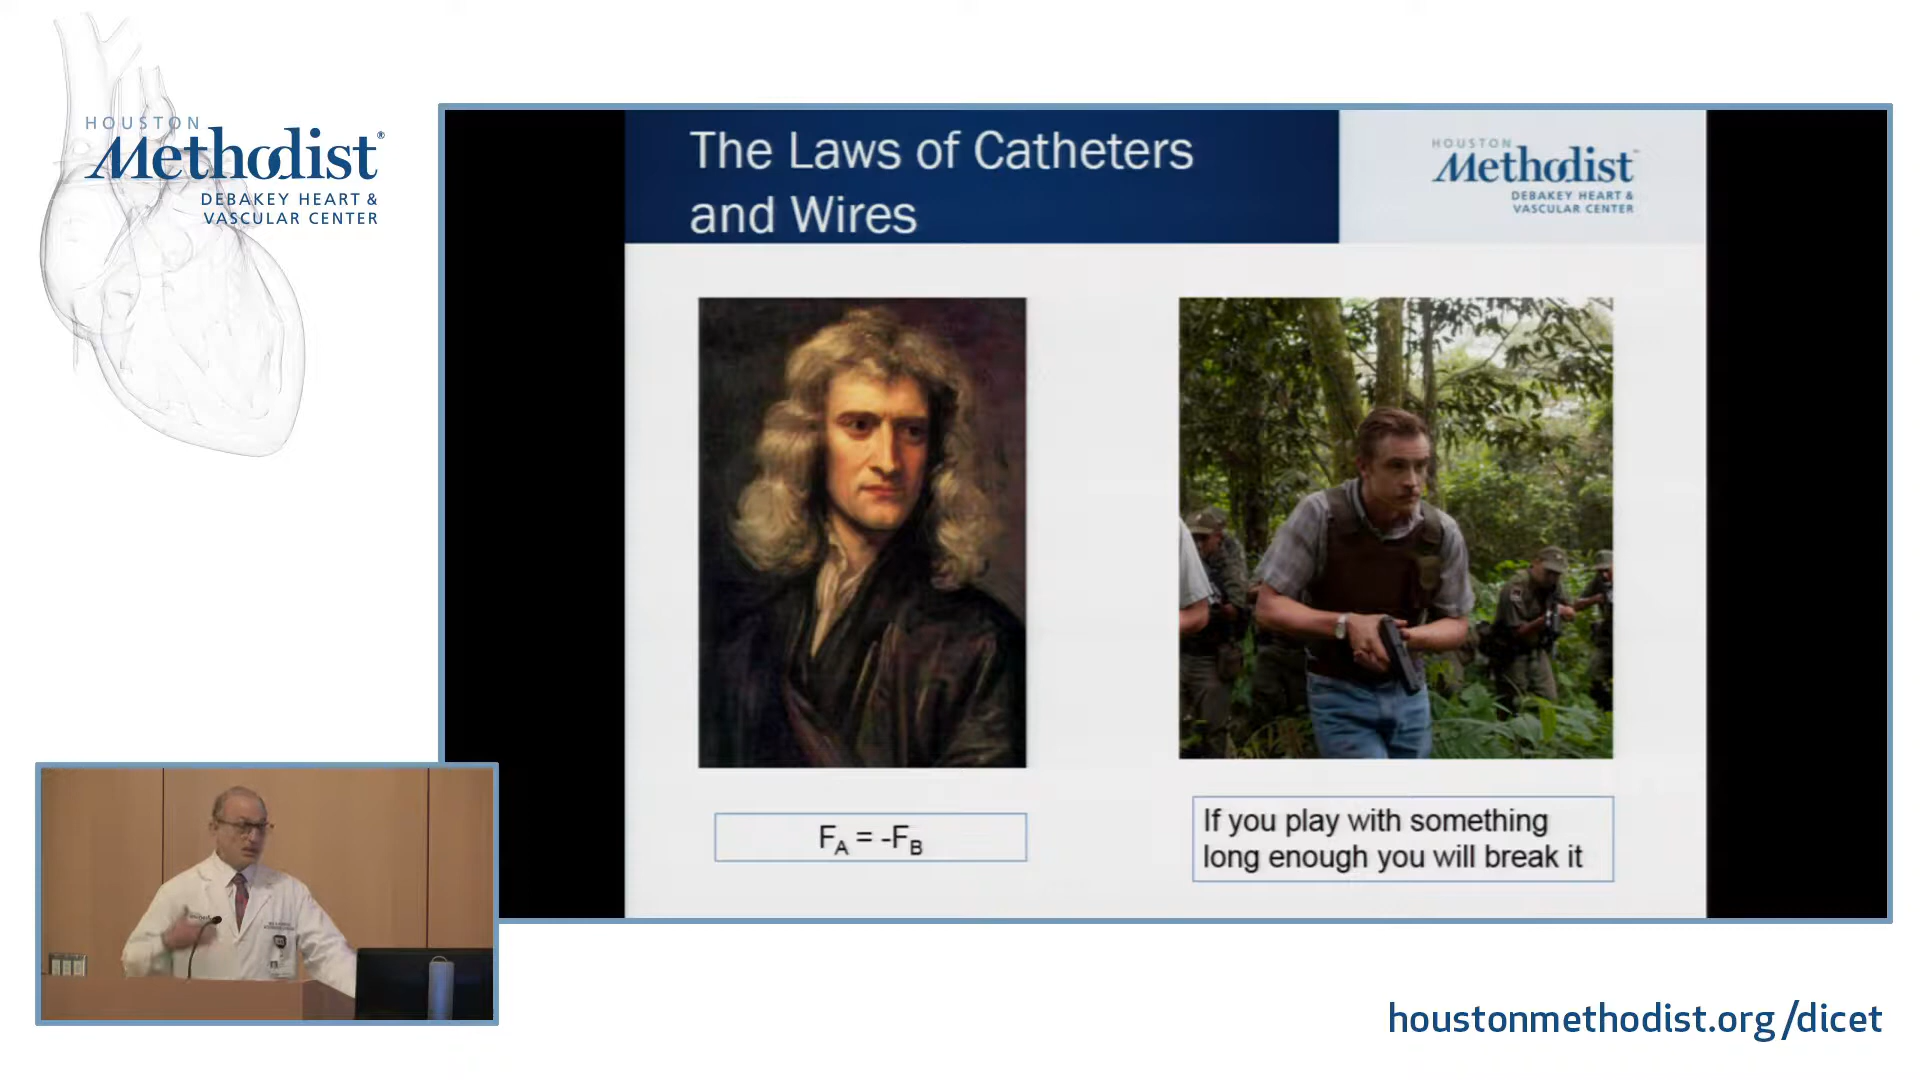 HOUSTON
Methodist®
DEBAKEY HEART &
VASCULAR CENTER
The Laws of Catheters
and Wires
HOUSTON
Methodist
DEBAKEY HEART &
VASCULAR CENTER
FA = -FB
If you play with something
long enough you will break it
houstonmethodist.org/dicet